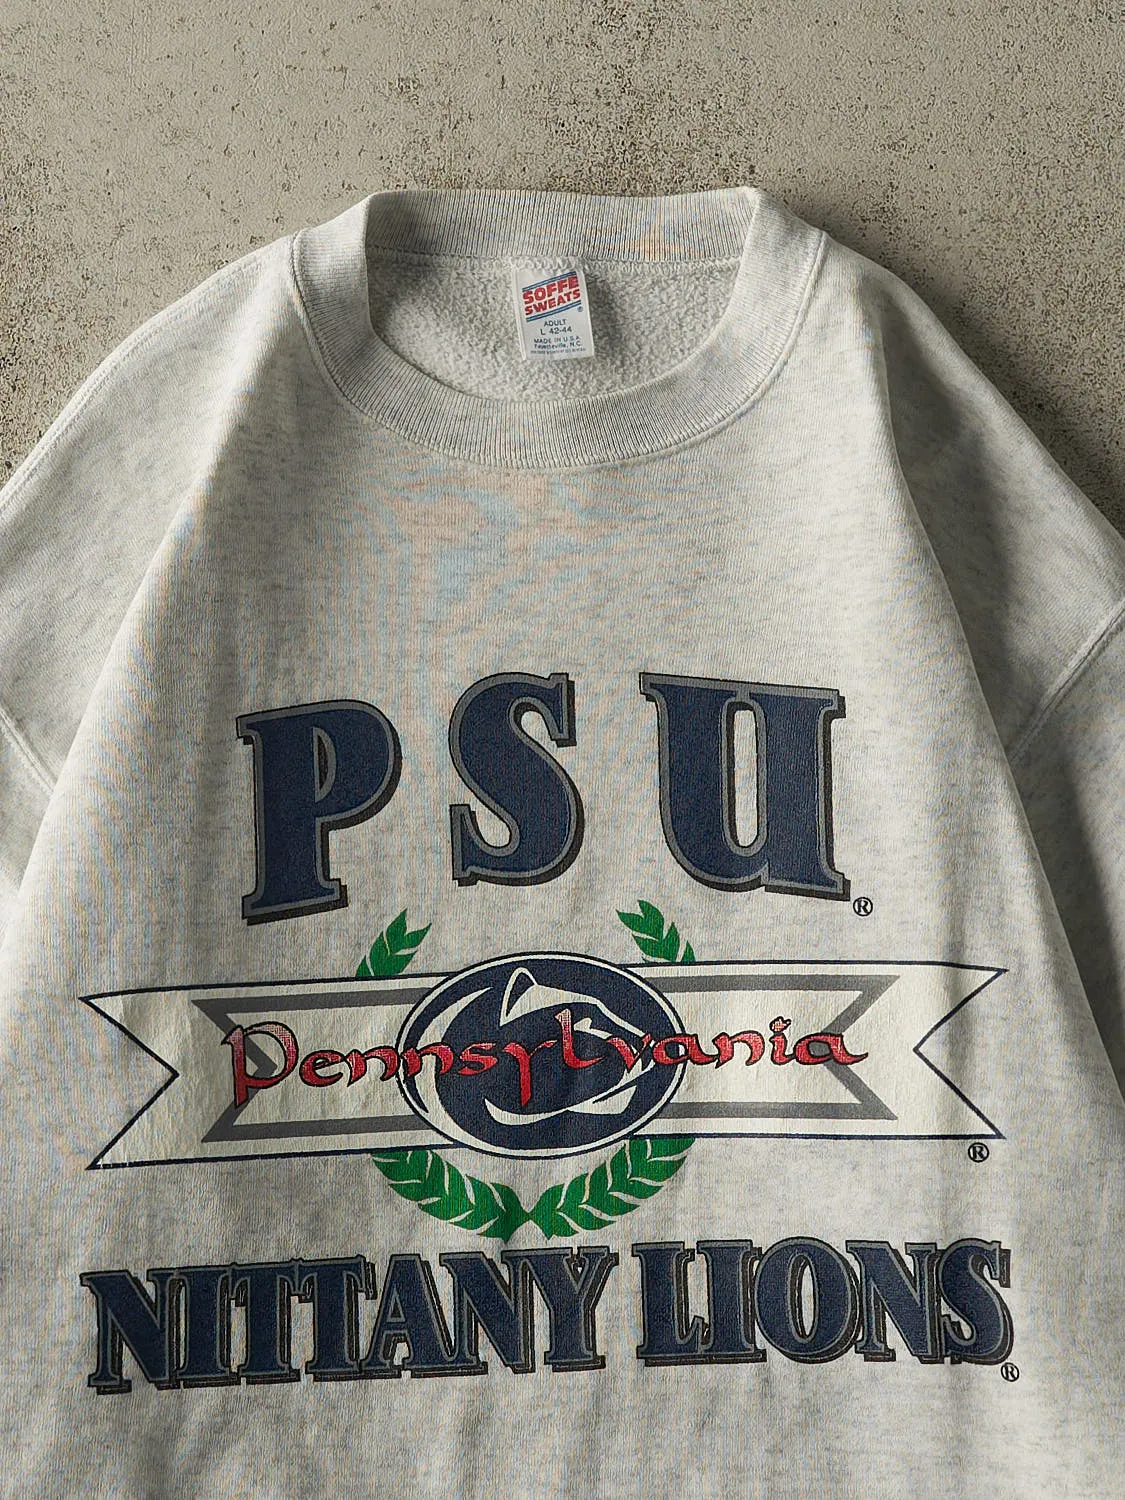 SOFFE
SWEATS ®
ADULT
L 42-44
MADE IN U.S.A
Fayetteville, N.C.
PSU ®
Pennsylvania
®
NITTANY LIONS ®